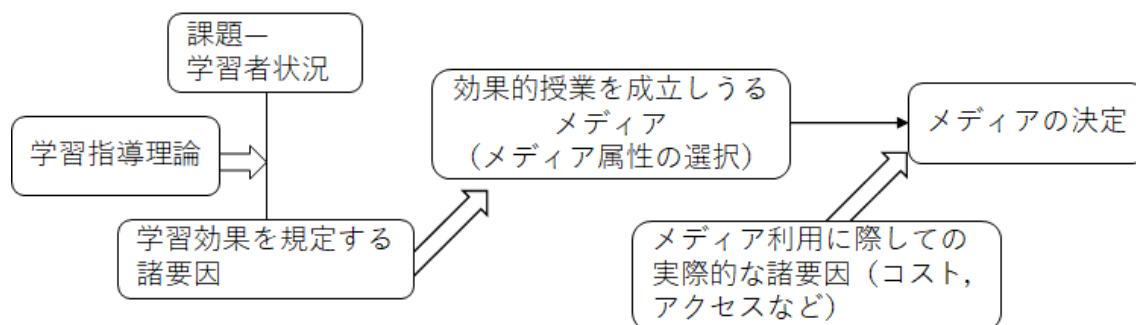 課題—
学習者状況
学習指導理論
学習効果を規定する
諸要因
効果的授業を成立しうる
メディア
（メディア属性の選択）
メディアの決定
メディア利用に際しての
実際的な諸要因（コスト，
アクセスなど）